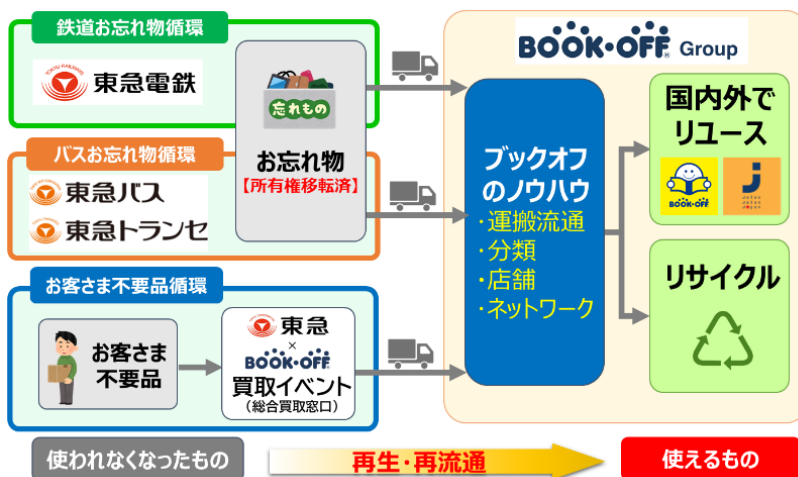 鉄道お忘れ物循環
東急電鉄
バスお忘れ物循環
東急バス
東急トランセ
忘れもの
お忘れ物
【所有権移転済】
お客さま不要品循環
お客さま
不要品
東急
×
BOOK・OFF
買取イベント
(総合買取窓口)
BOOK・OFF Group
ブックオフ
のノウハウ
・運搬流通
・分類
・店舗
・ネットワーク
国内外で
リユース
BOOK・OFF
J
リサイクル
使われなくなったもの
再生・再流通
使えるもの